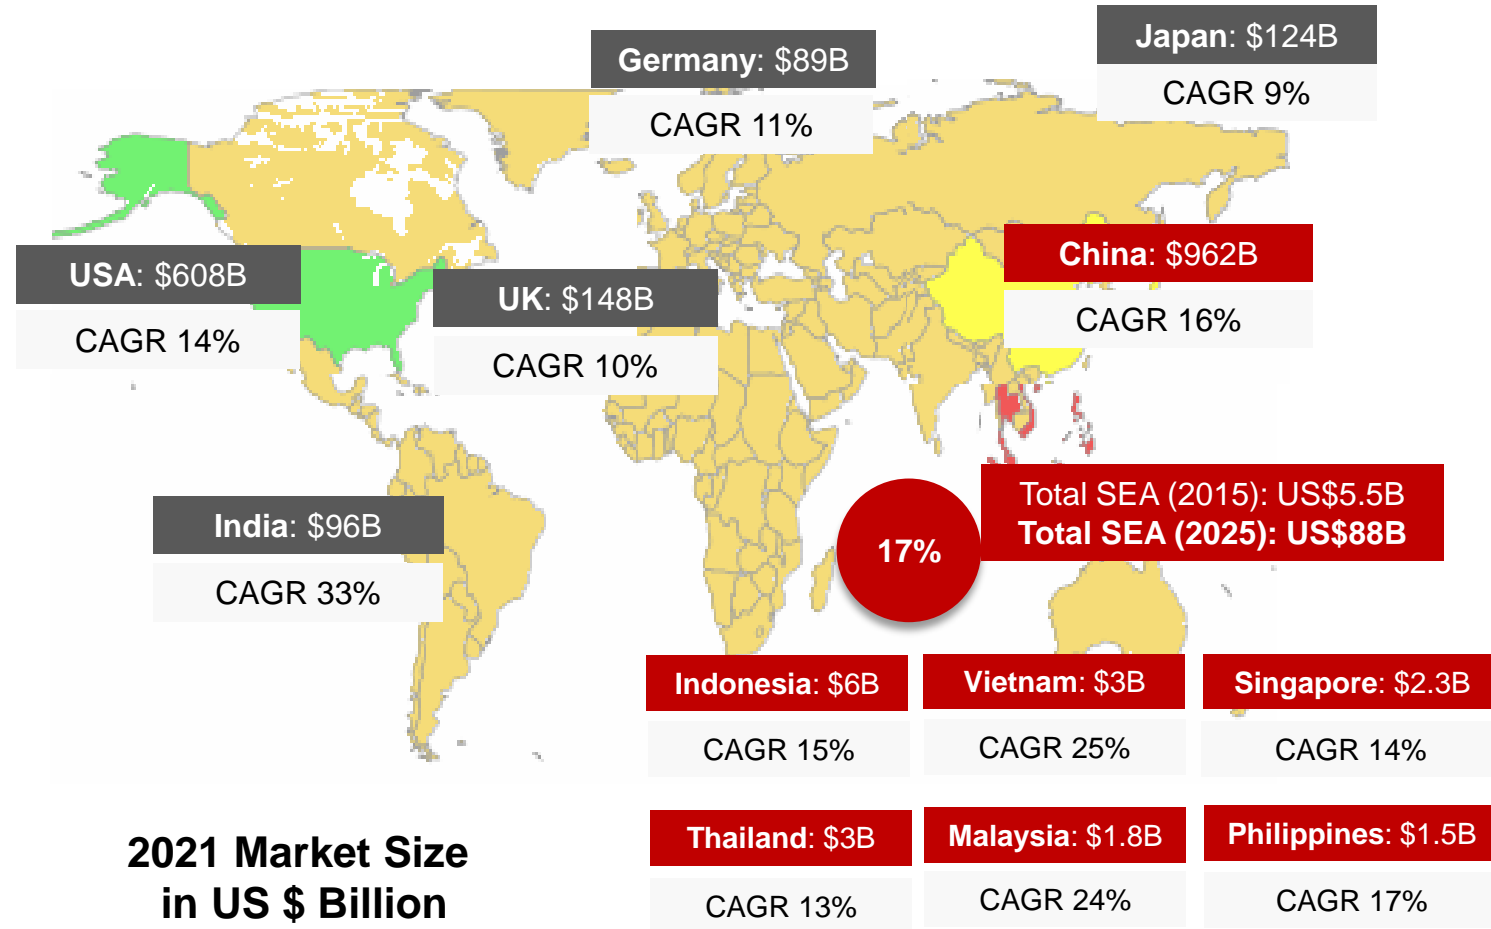 Japan: $124B
CAGR 9%
Germany: $89B
CAGR 11%
USA: $608B
CAGR 14%
UK: $148B
CAGR 10%
China: $962B
CAGR 16%
India: $96B
CAGR 33%
17%
Total SEA (2015): US$5.5B
Total SEA (2025): US$88B
Indonesia: $6B
CAGR 15%
Vietnam: $3B
CAGR 25%
Singapore: $2.3B
CAGR 14%
Thailand: $3B
CAGR 13%
Malaysia: $1.8B
CAGR 24%
Philippines: $1.5B
CAGR 17%
2021 Market Size
in US $ Billion